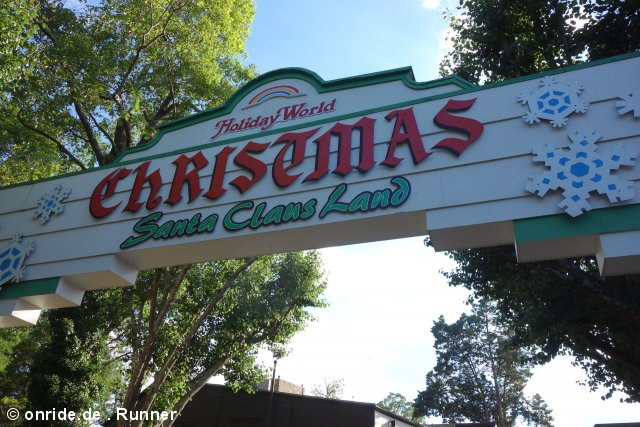 Holiday World
CHRISTMAS
Santa Claus Land
© onride.de . Runner